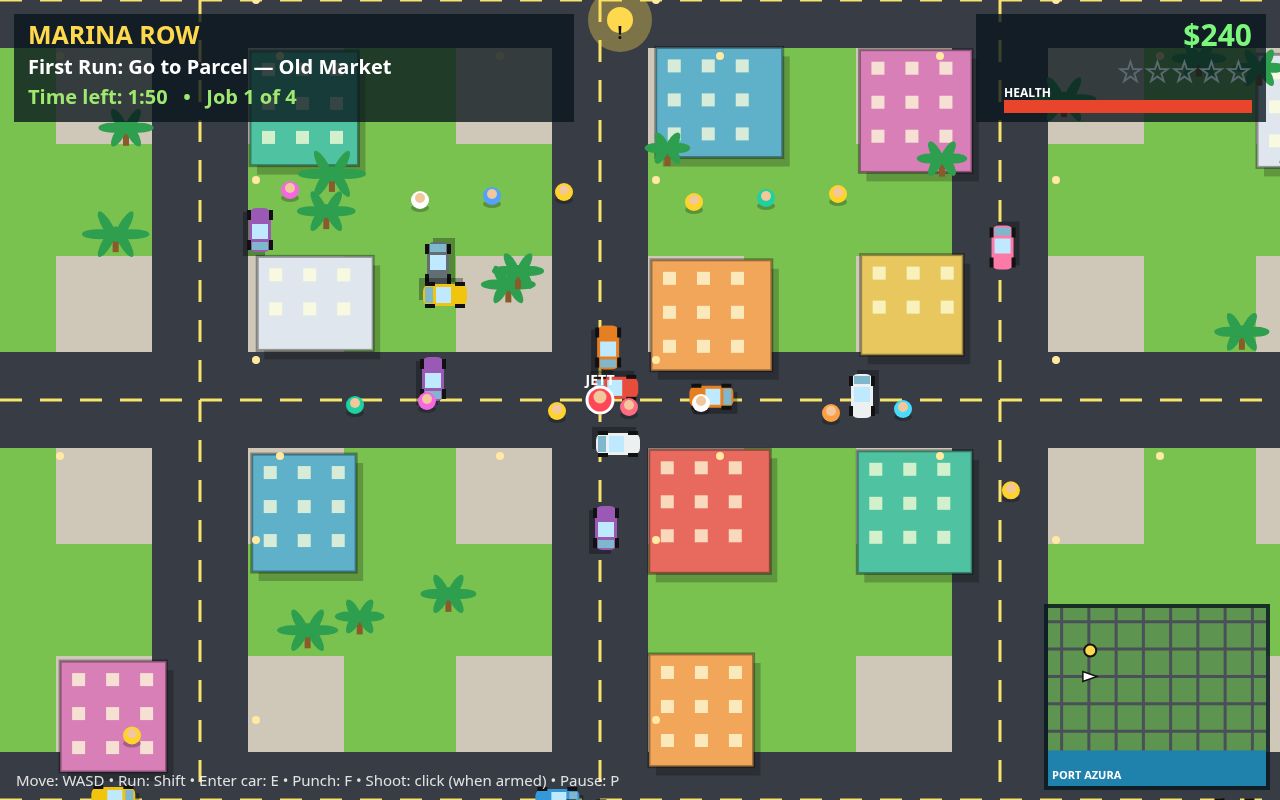 MARINA ROW
First Run: Go to Parcel — Old Market
Time left: 1:50 • Job 1 of 4
!
$240
HEALTH
JETT
PORT AZURA
Move: WASD • Run: Shift • Enter car: E • Punch: F • Shoot: click (when armed) • Pause: P